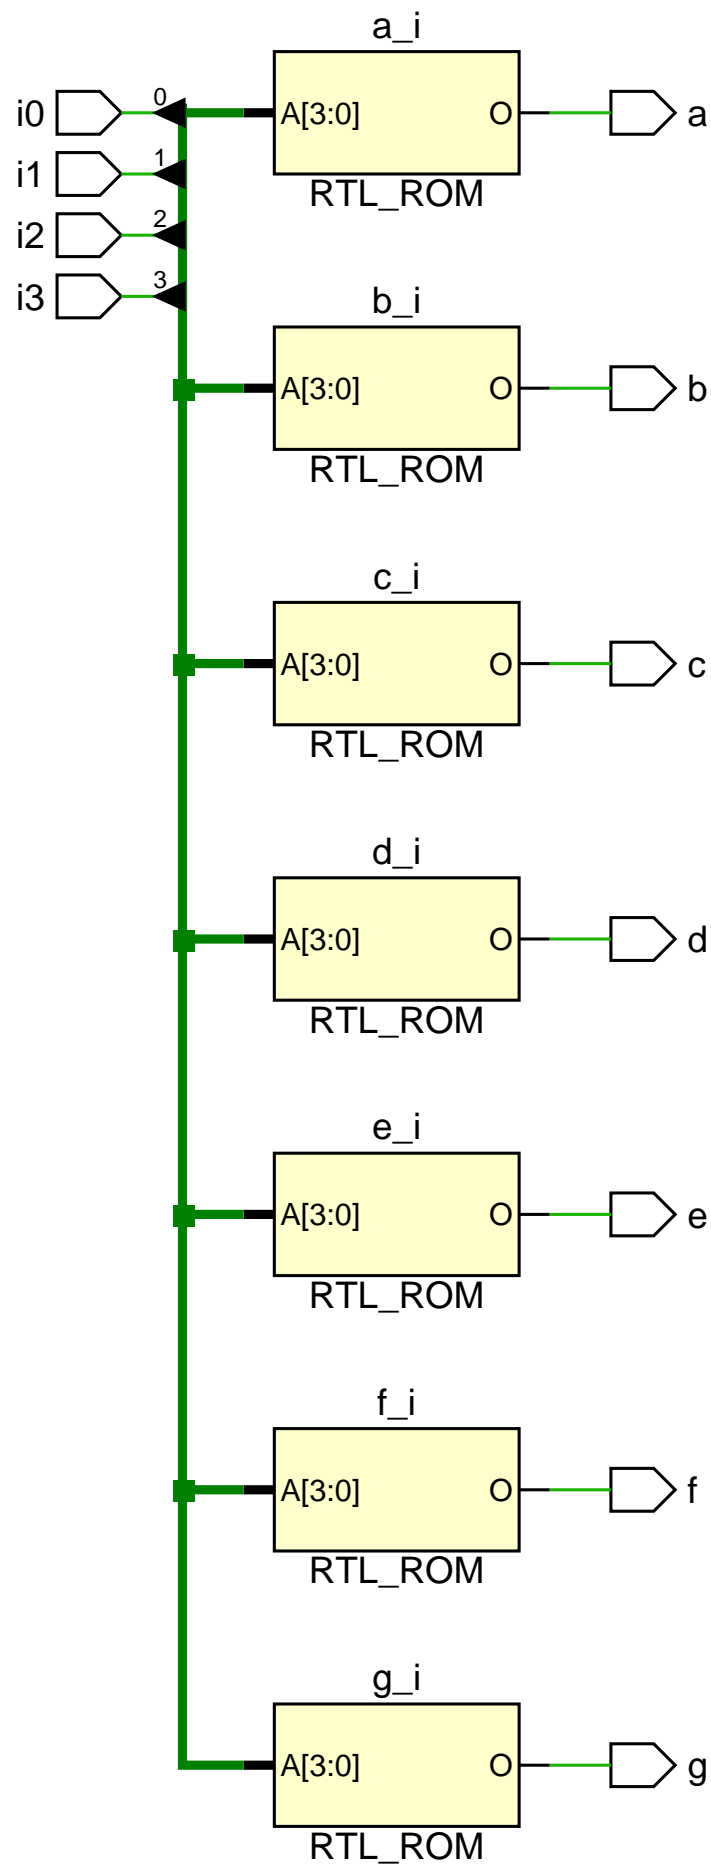 a_i
i0 0 A[3:0] O a
RTL_ROM
i1 1
i2 2
i3 3
b_i
A[3:0] O b
RTL_ROM
c_i
A[3:0] O c
RTL_ROM
d_i
A[3:0] O d
RTL_ROM
e_i
A[3:0] O e
RTL_ROM
f_i
A[3:0] O f
RTL_ROM
g_i
A[3:0] O g
RTL_ROM